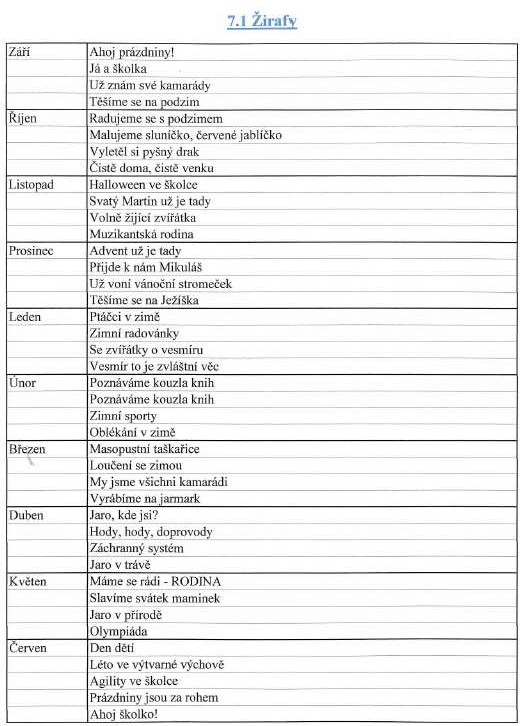 7.1 Žirafy
Září Ahoj prázdniny!
Já a školka
Už znám své kamarády
Těšíme se na podzim
Říjen Radujeme se s podzimem
Malujeme sluníčko, červené jablíčko
Vyletěl si pyšný drak
Čistě doma, čistě venku
Listopad Halloween ve školce
Svatý Martin už je tady
Volně žijící zvířátka
Muzikantská rodina
Prosinec Advent už je tady
Přijde k nám Mikuláš
Už voní vánoční stromeček
Těšíme se na Ježíška
Leden Ptáčci v zimě
Zimní radovánky
Se zvířátky o vesmíru
Vesmír to je zvláštní věc
Únor Poznáváme kouzla knih
Poznáváme kouzla knih
Zimní sporty
Oblékání v zimě
Březen Masopustní taškařice
Loučení se zimou
My jsme všichni kamarádi
Vyrábíme na jarmark
Duben Jaro, kde jsi?
Hody, hody, doprovody
Záchranný systém
Jaro v trávě
Květen Máme se rádi - RODINA
Slavíme svátek maminek
Jaro v přírodě
Olympiáda
Červen Den dětí
Léto ve výtvarné výchově
Agility ve školce
Prázdniny jsou za rohem
Ahoj školko!